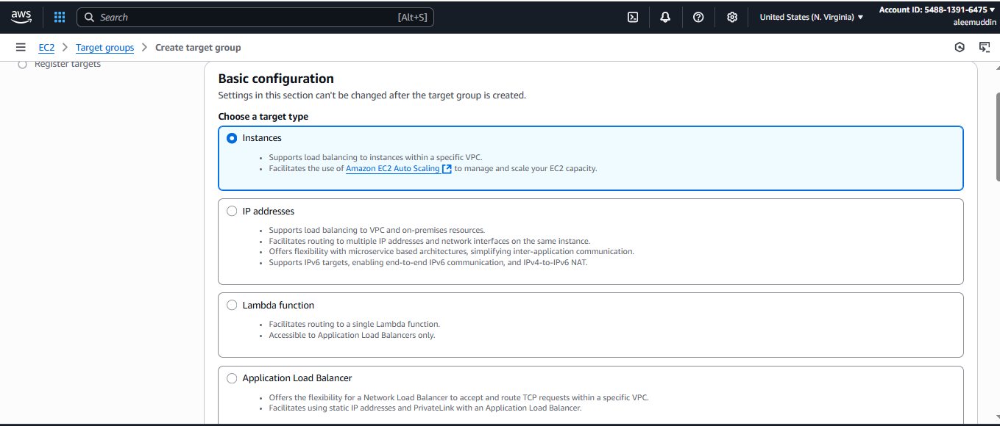 aws
Search
[Alt+S]
United States (N. Virginia)
Account ID: 5488-1391-6475
aleemuddin
EC2
Target groups
Create target group
Register targets
Basic configuration
Settings in this section can't be changed after the target group is created.
Choose a target type
Instances
• Supports load balancing to instances within a specific VPC.
• Facilitates the use of Amazon EC2 Auto Scaling to manage and scale your EC2 capacity.
IP addresses
• Supports load balancing to VPC and on-premises resources.
• Facilitates routing to multiple IP addresses and network interfaces on the same instance.
• Offers flexibility with microservice based architectures, simplifying inter-application communication.
• Supports IPv6 targets, enabling end-to-end IPv6 communication, and IPv4-to-IPv6 NAT.
Lambda function
• Facilitates routing to a single Lambda function.
• Accessible to Application Load Balancers only.
Application Load Balancer
• Offers the flexibility for a Network Load Balancer to accept and route TCP requests within a specific VPC.
• Facilitates using static IP addresses and PrivateLink with an Application Load Balancer.